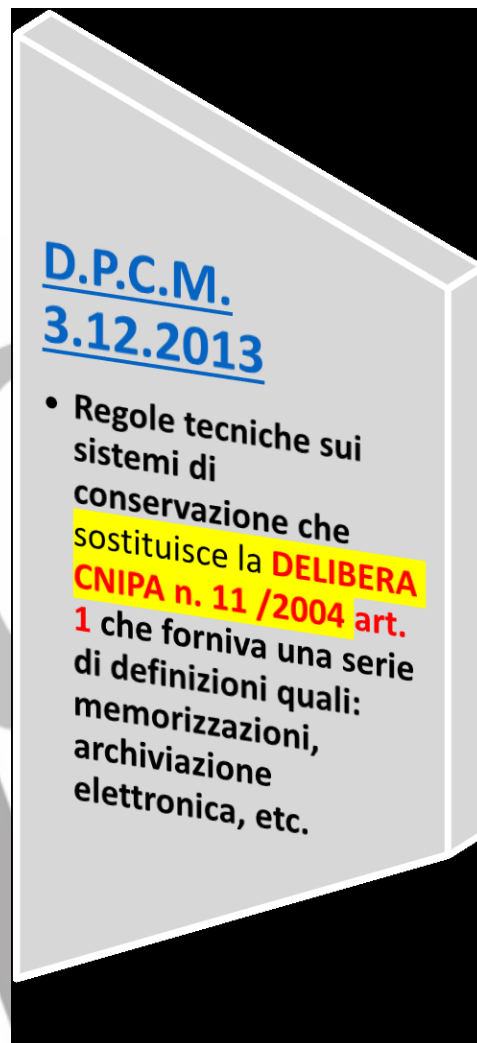 D.P.C.M.
3.12.2013
• Regole tecniche sui
sistemi di
conservazione che
sostituisce la DELIBERA
CNIPA n. 11 /2004 art.
1 che forniva una serie
di definizioni quali:
memorizzazioni,
archiviazione
elettronica, etc.